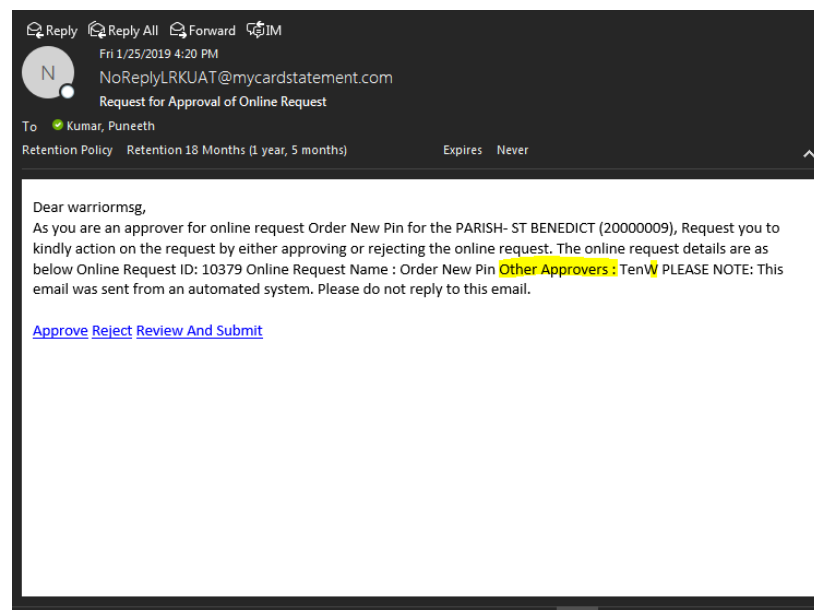 Reply Reply All Forward IM
Fri 1/25/2019 4:20 PM
N
NoReplyLRKUAT@mycardstatement.com
Request for Approval of Online Request
To Kumar, Puneeth
Retention Policy Retention 18 Months (1 year, 5 months) Expires Never
Dear warriormsg,
As you are an approver for online request Order New Pin for the PARISH- ST BENEDICT (20000009), Request you to
kindly action on the request by either approving or rejecting the online request. The online request details are as
below Online Request ID: 10379 Online Request Name : Order New Pin Other Approvers : TenW PLEASE NOTE: This
email was sent from an automated system. Please do not reply to this email.
Approve Reject Review And Submit